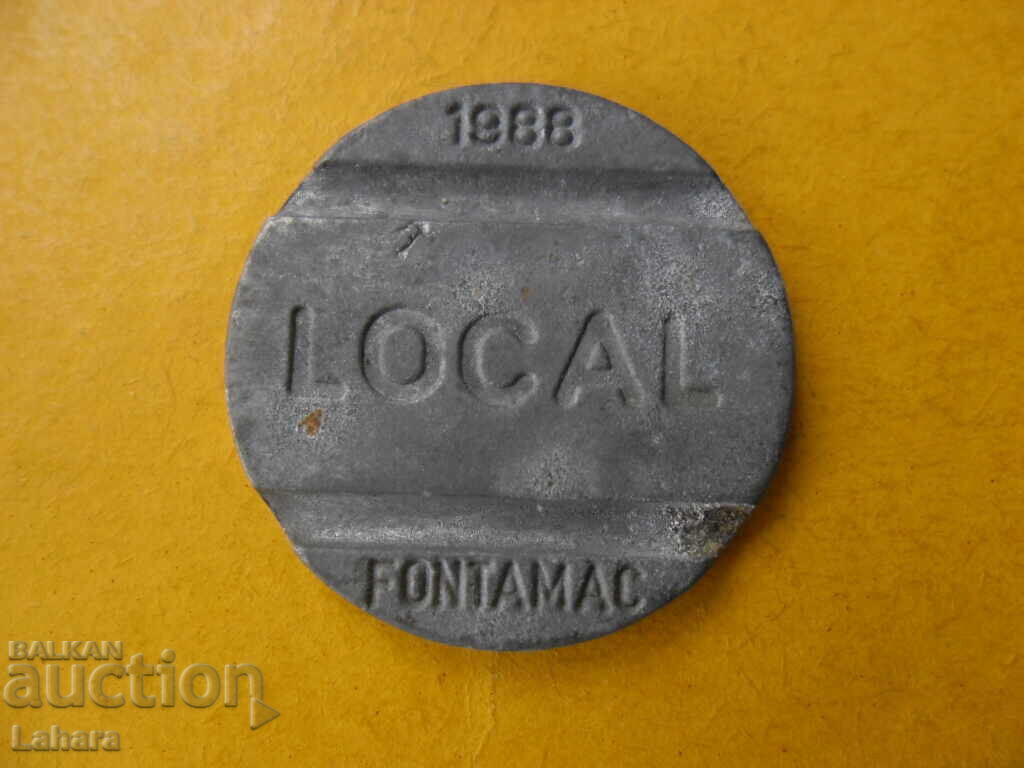 1988
LOCAL
FONTAMAC
BALKAN
auction
Lahara